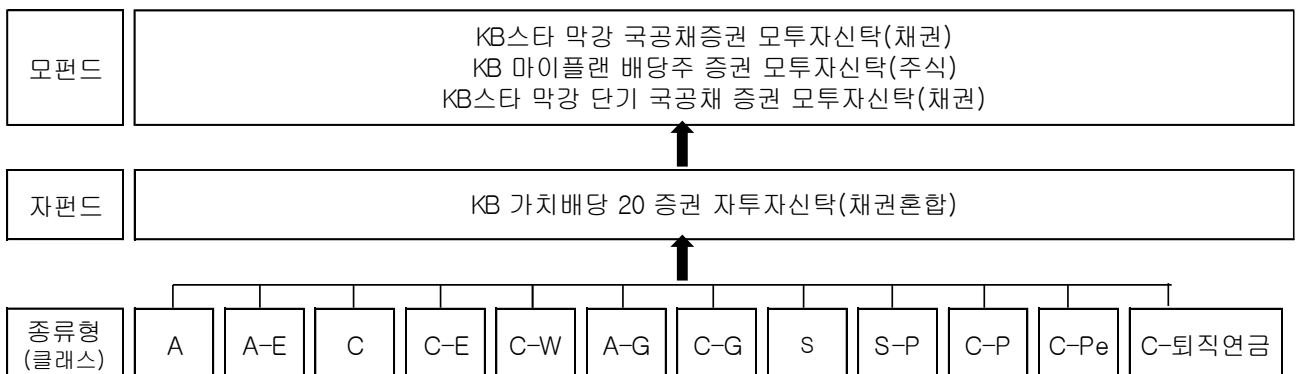 모펀드
KB스타 막강 국공채증권 모투자신탁(채권)
KB 마이플랜 배당주 증권 모투자신탁(주식)
KB스타 막강 단기 국공채 증권 모투자신탁(채권)
자펀드
KB 가치배당 20 증권 자투자신탁(채권혼합)
종류형
(클래스)
A
A-E
C
C-E
C-W
A-G
C-G
S
S-P
C-P
C-Pe
C-퇴직연금